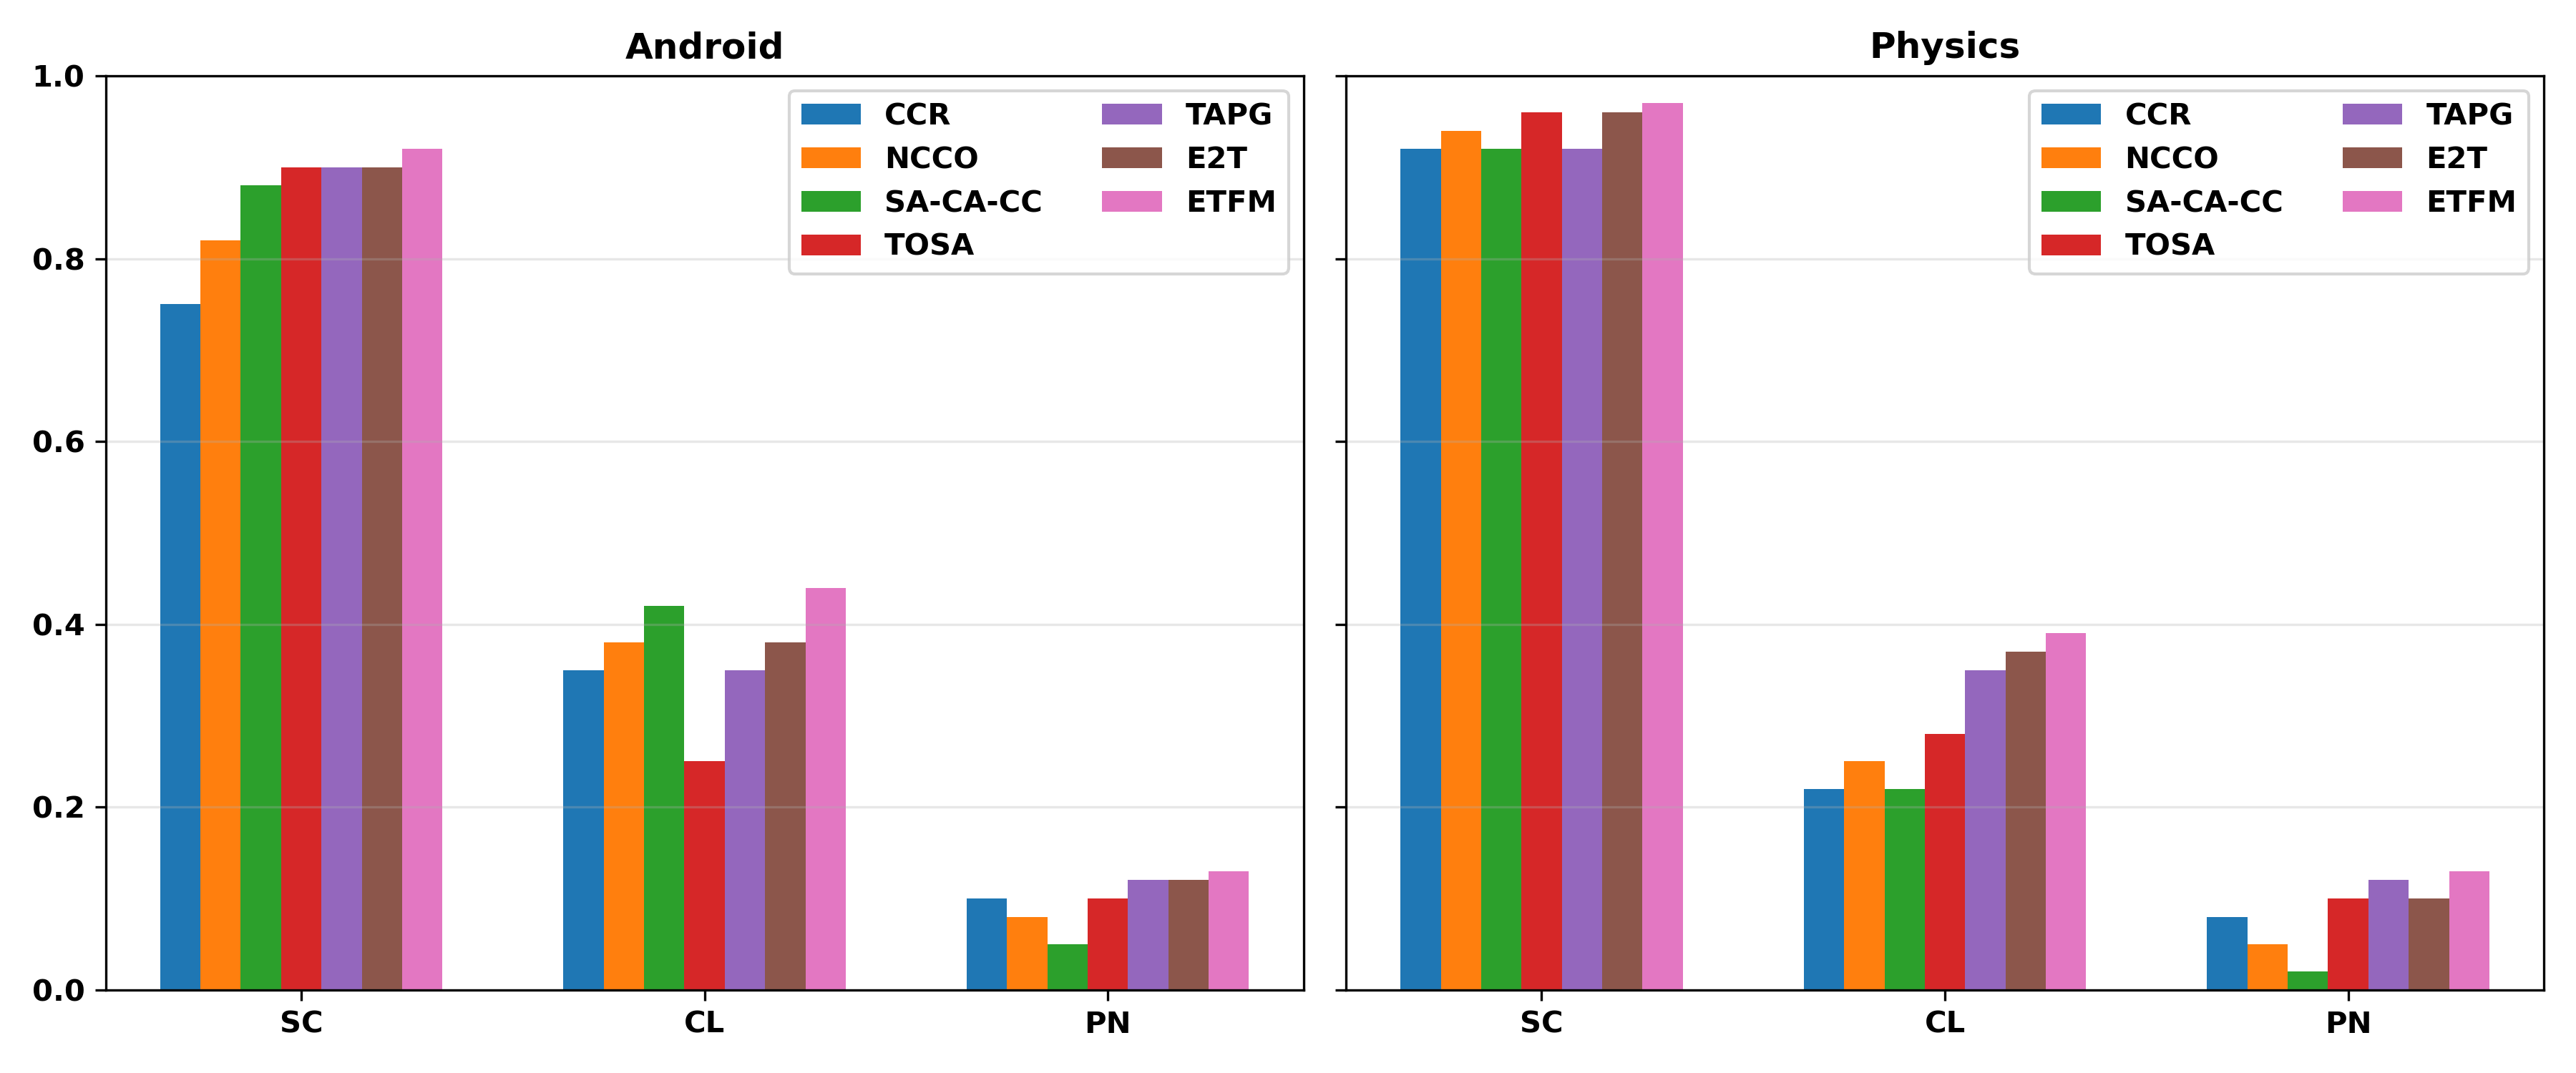 Android
1.0
0.8
0.6
0.4
0.2
0.0
CCR
NCCO
SA-CA-CC
TOSA
TAPG
E2T
ETFM
SC CL PN
Physics
CCR
NCCO
SA-CA-CC
TOSA
TAPG
E2T
ETFM
SC CL PN